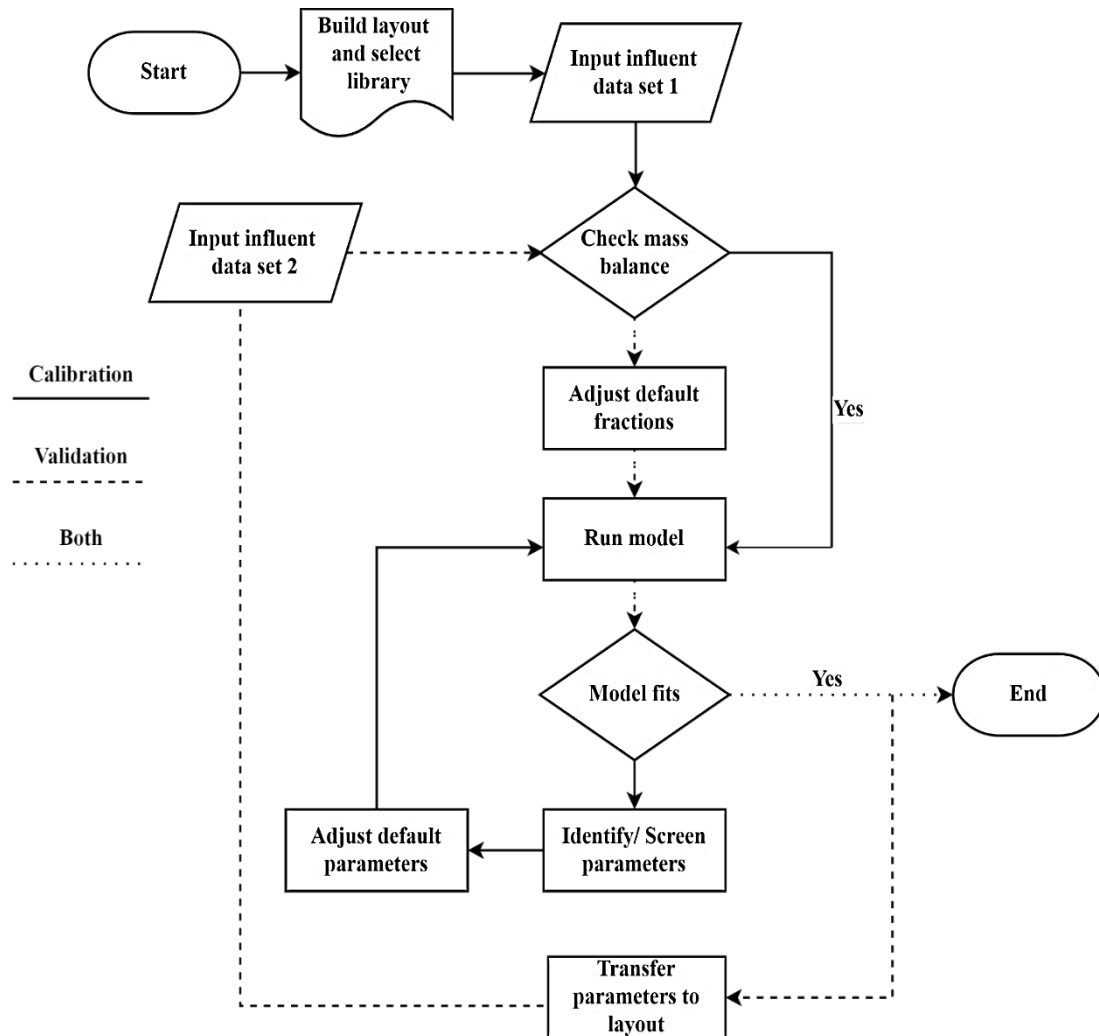 Start
Build layout
and select
library
Input influent
data set 1
Input influent
data set 2
Check mass
balance
Calibration
Adjust default
fractions
Yes
Validation
Both
Run model
Model fits
Yes
End
Adjust default
parameters
Identify/ Screen
parameters
Transfer
parameters to
layout